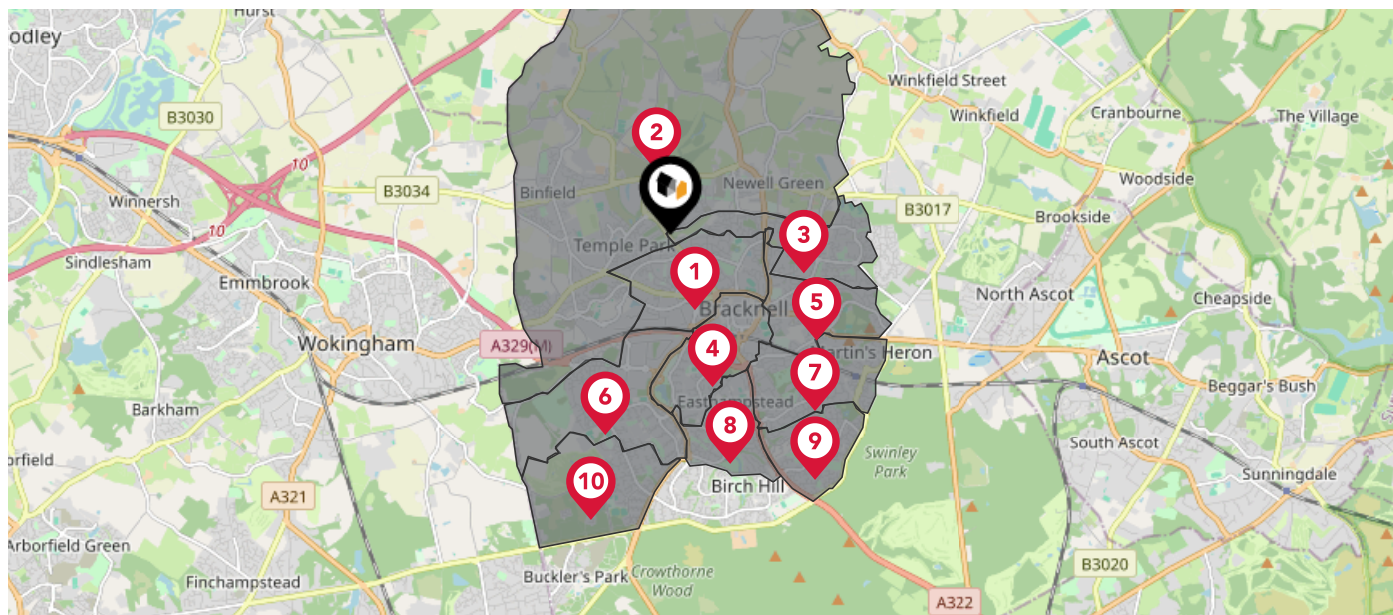 Hurst
odley
B3030
2
Winkfield Street
Winkfield
Cranbourne
The Village
10
Winnersh
B3034
Binfield
Newell Green
Woodside
B3017
Brookside
10
Sindlesham
Temple Park
3
Emmbrook
1
North Ascot
Cheapside
Bracknell
5
Wokingham
A329(M)
4
artin's Heron
Ascot
7
Beggar's Bush
Barkham
6
Easthampstead
8
9
South Ascot
orfield
Swinley
Park
10
Birch Hill
Sunningdale
A321
Arborfield Green
Finchampstead
Buckler's Park
Crowthorne
Wood
B3020
A322